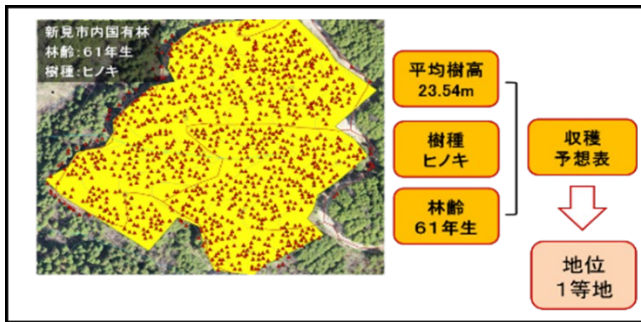 新見市内国有林
林齢:61年生
樹種:ヒノキ
平均樹高
23.54m
樹種
ヒノキ
林齢
61年生
収穫
予想表
地位
1等地